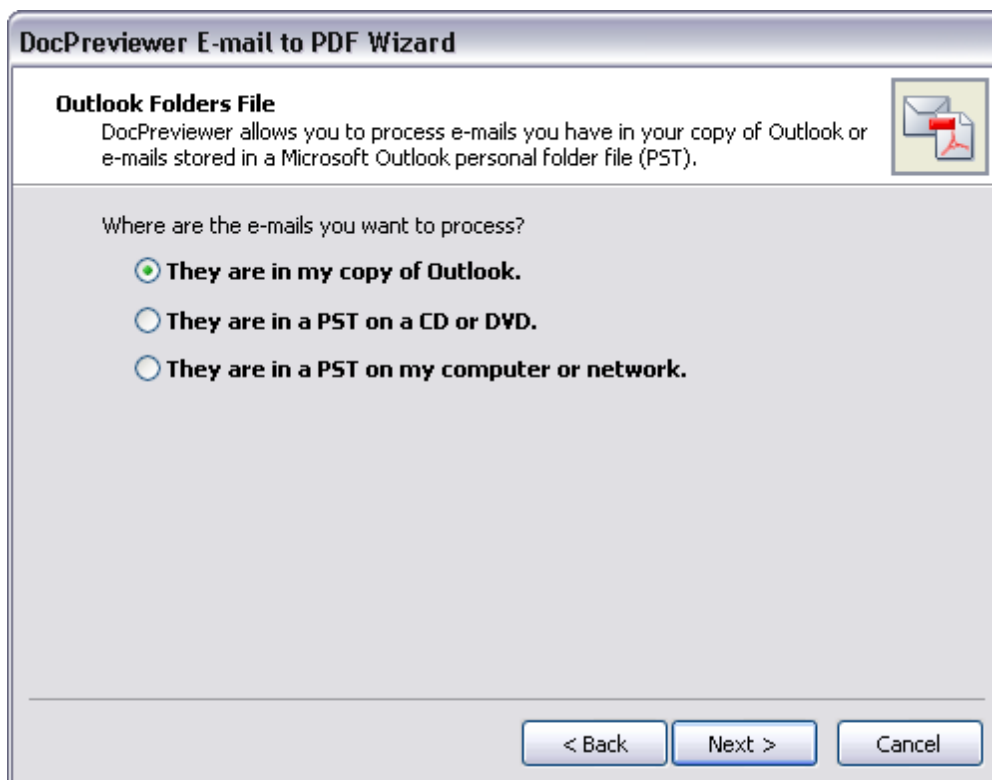 DocPreviewer E-mail to PDF Wizard
Outlook Folders File
DocPreviewer allows you to process e-mails you have in your copy of Outlook or
e-mails stored in a Microsoft Outlook personal folder file (PST).
Where are the e-mails you want to process?
They are in my copy of Outlook.
They are in a PST on a CD or DVD.
They are in a PST on my computer or network.
< Back Next > Cancel